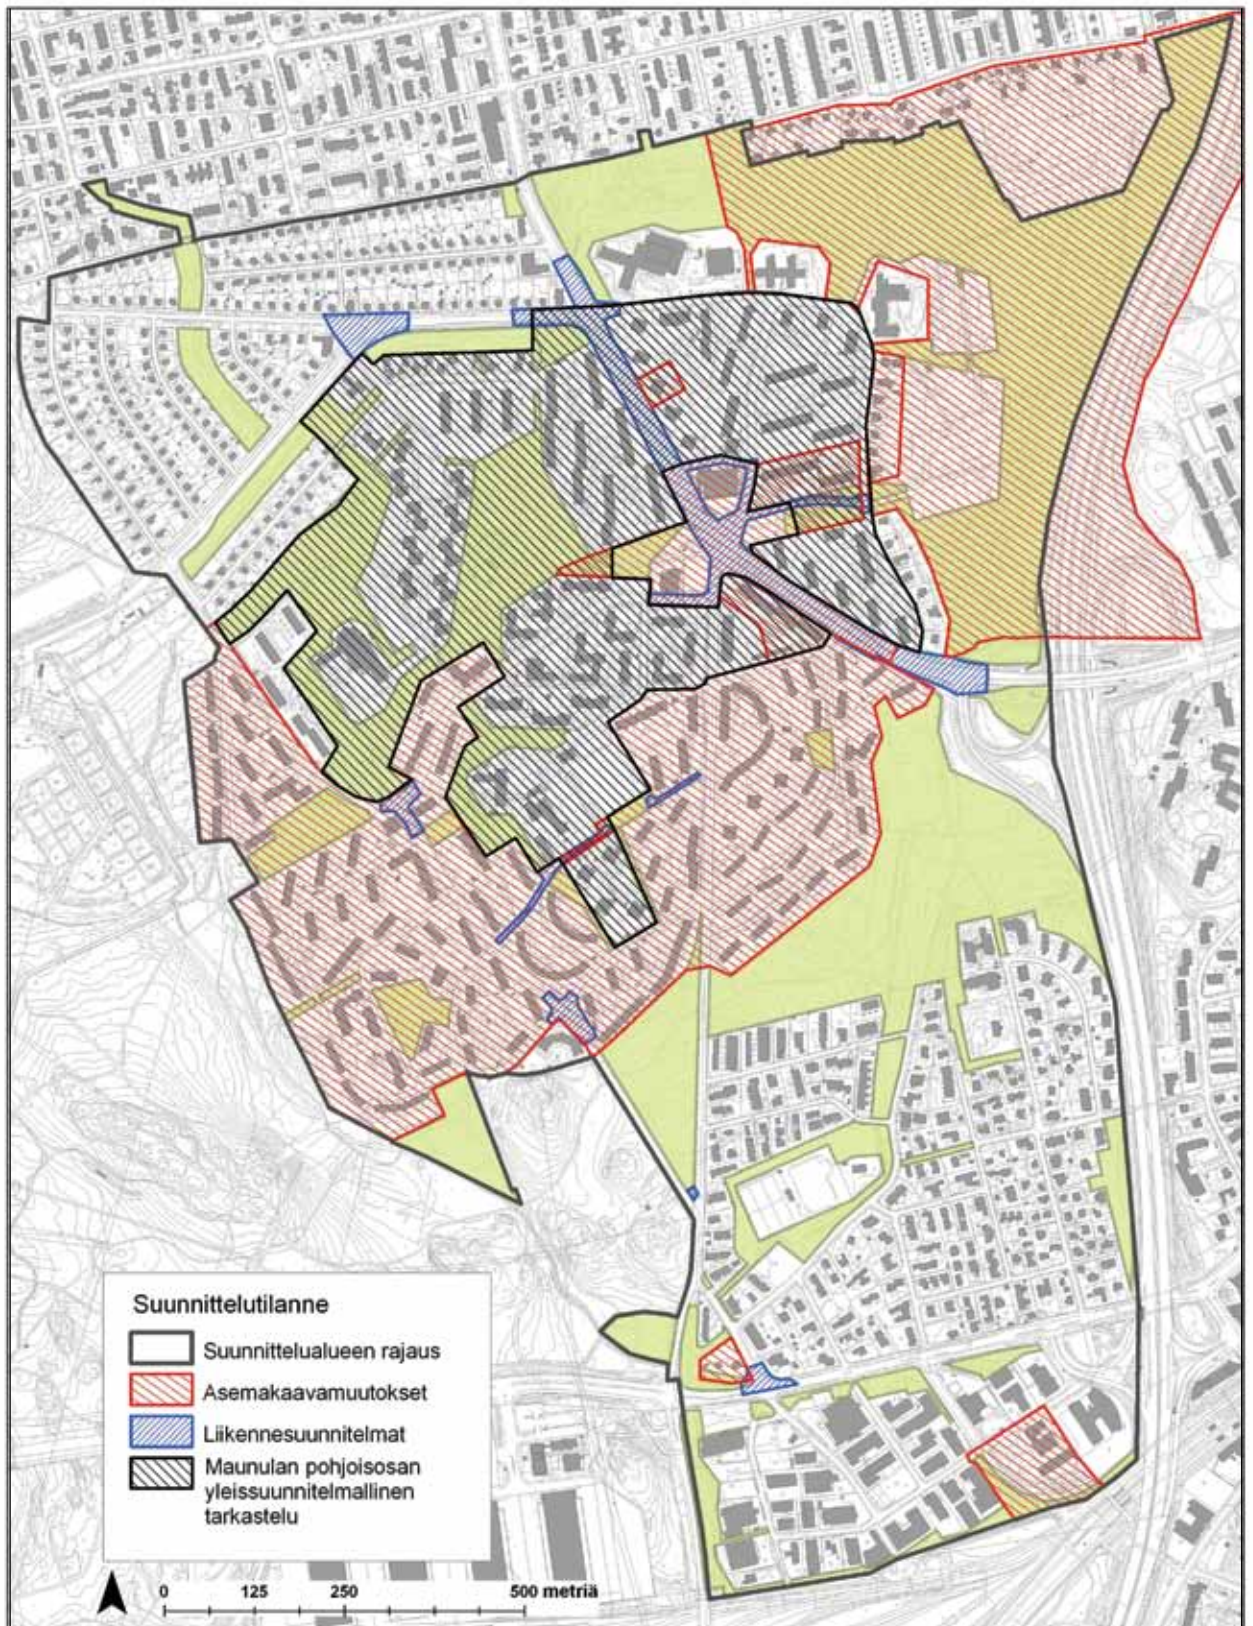 Suunnittelutilanne
Suunnittelualueen rajaus
Asemakaavamuutokset
Liikennesuunnitelmat
Maunulan pohjoisosan
yleissuunnitelmallinen
tarkastelu
0 125 250 500 metriä